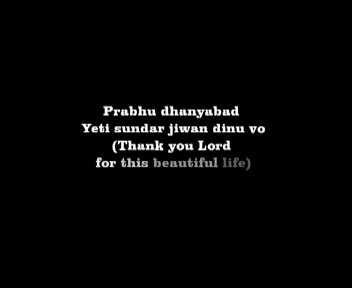 Prabhu dhanyabad
Yeti sundar jiwan dinu vo
(Thank you Lord
for this beautiful life)